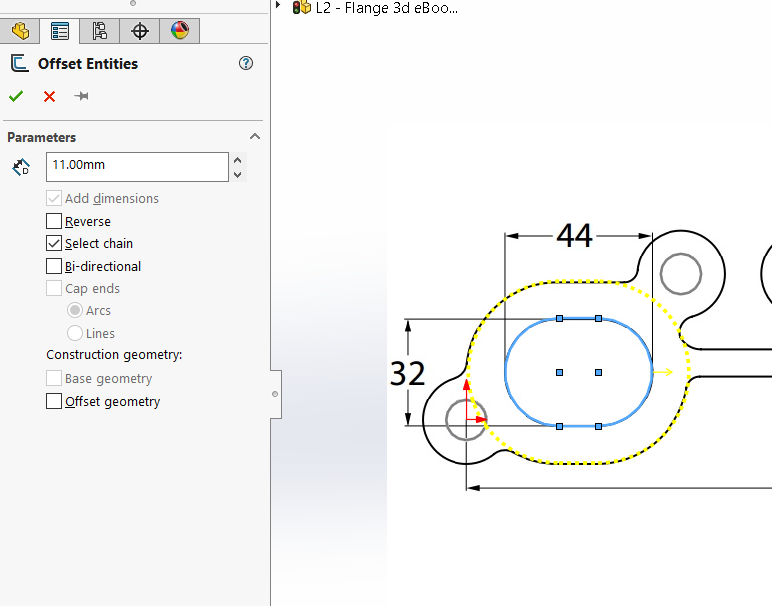 L2 - Flange 3d eBoo...
Offset Entities
?
Parameters
D
11.00mm
Add dimensions
Reverse
Select chain
Bi-directional
Cap ends
Arcs
Lines
Construction geometry:
Base geometry
Offset geometry
44
32